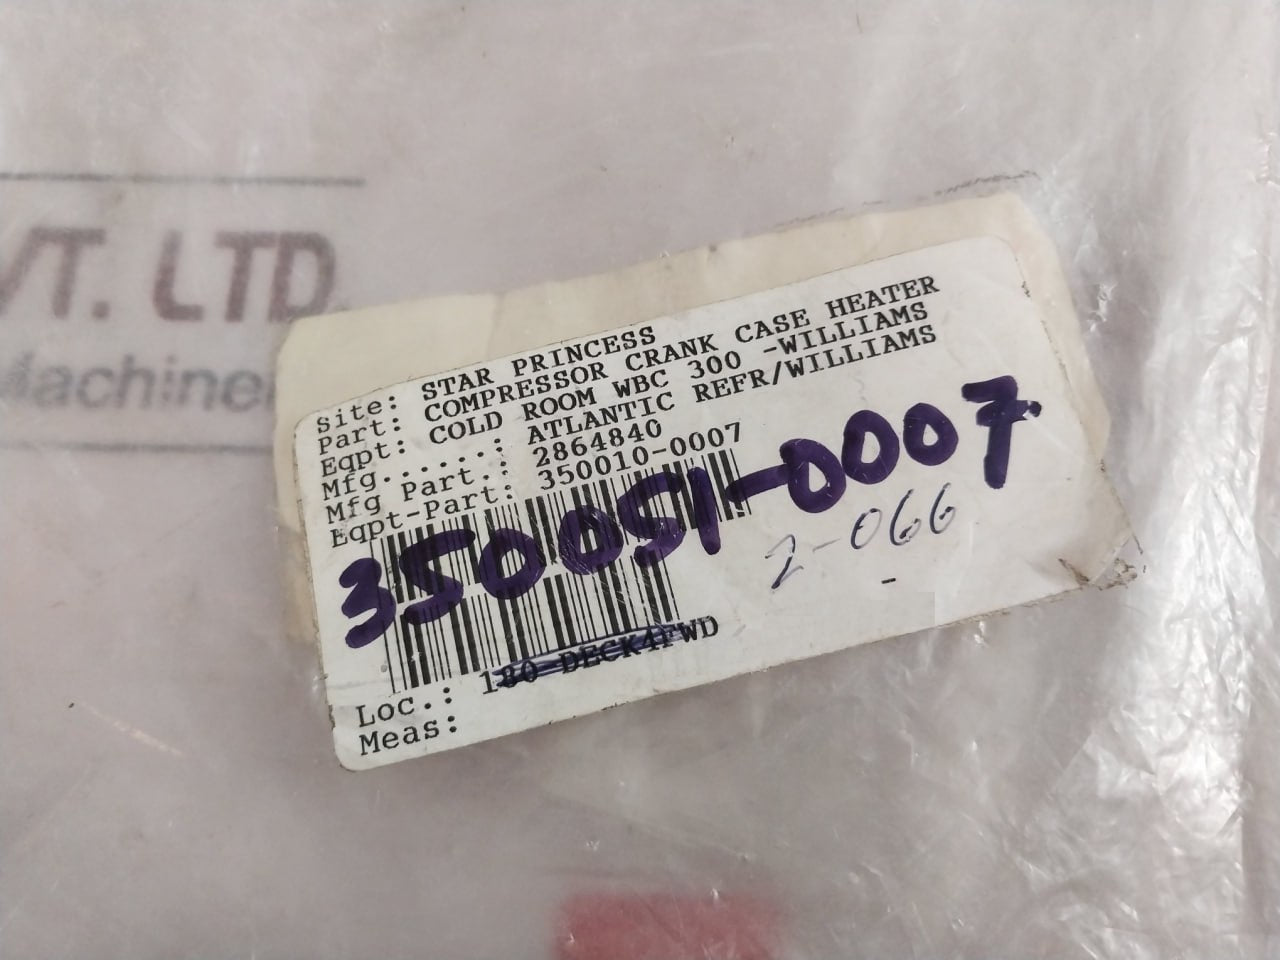 VT. LTD.
Machine
Site: STAR PRINCESS
Part: COMPRESSOR CRANK CASE HEATER
Eqpt: COLD ROOM WBC 300 -WILLIAMS
Mfg.....: ATLANTIC REFR/WILLIAMS
Mfg Part.: 2864840
Eqpt-Part: 350010-0007
350051-0007
2-066
-
Loc.: 180 DECK4FWD
Meas: